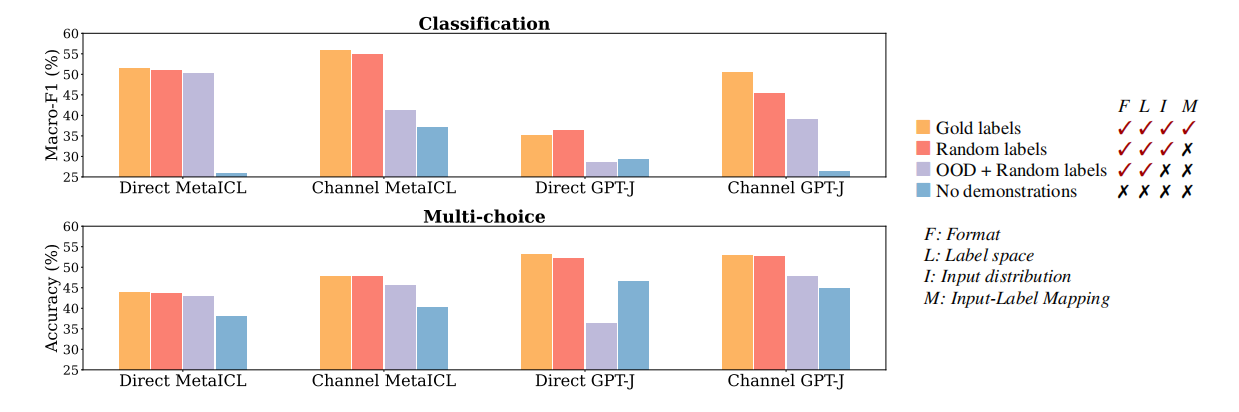 Classification
Macro-F1 (%)
60
55
50
45
40
35
30
25
Direct MetaICL
Channel MetaICL
Direct GPT-J
Channel GPT-J
Multi-choice
Accuracy (%)
60
55
50
45
40
35
30
25
Direct MetaICL
Channel MetaICL
Direct GPT-J
Channel GPT-J
F L I M
Gold labels ✓ ✓ ✓ ✓
Random labels ✓ ✓ ✓ ✗
OOD + Random labels ✓ ✓ ✗ ✗
No demonstrations ✗ ✗ ✗ ✗
F: Format
L: Label space
I: Input distribution
M: Input-Label Mapping